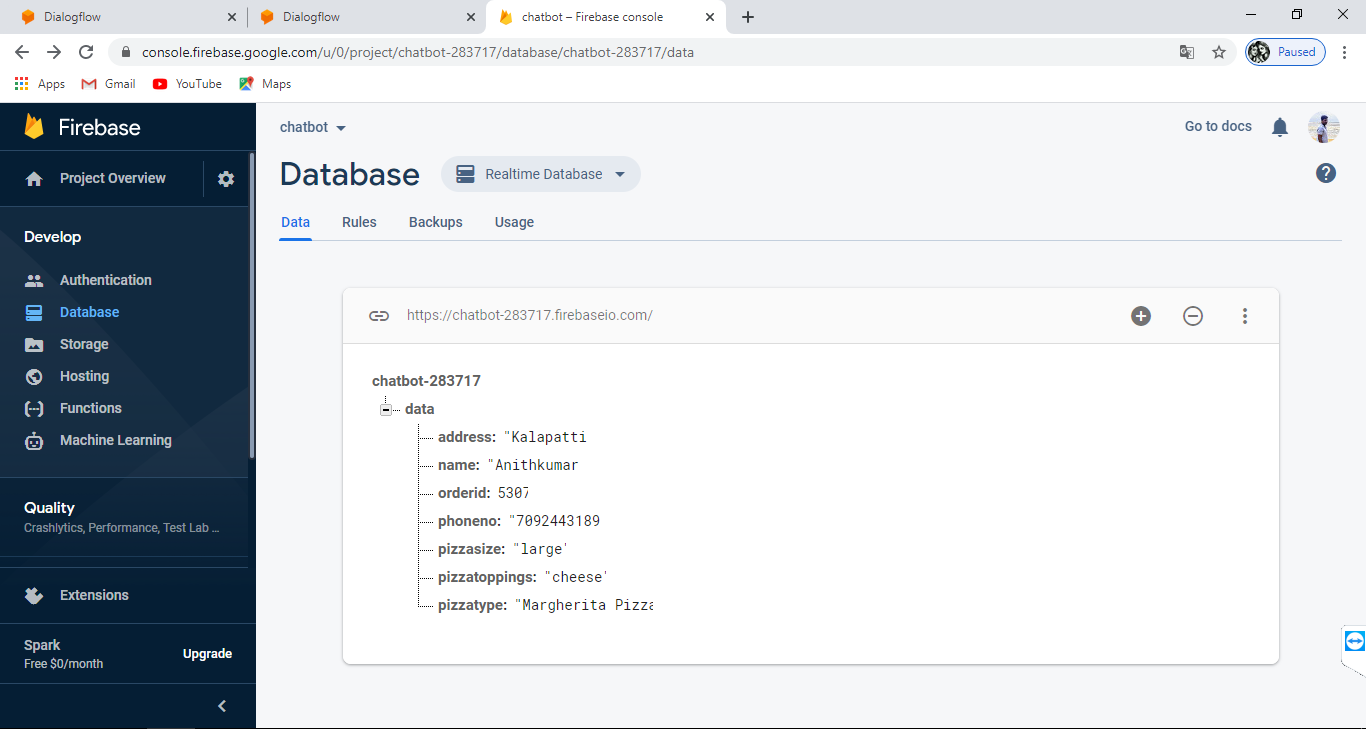 Dialogflow
Dialogflow
chatbot – Firebase console
console.firebase.google.com/u/0/project/chatbot-283717/database/chatbot-283717/data
Paused
Apps
Gmail
YouTube
Maps
Firebase
chatbot
Go to docs
Project Overview
Database
Realtime Database
Data
Rules
Backups
Usage
Develop
Authentication
Database
Storage
Hosting
Functions
Machine Learning
Quality
Crashlytics, Performance, Test Lab ...
Extensions
Spark
Free $0/month
Upgrade
https://chatbot-283717.firebaseio.com/
chatbot-283717
data
address: "Kalapatti
name: "Anithkumar
orderid: 5307
phoneno: "7092443189
pizzasize: "large'
pizzatoppings: "cheese'
pizzatype: "Margherita Pizza